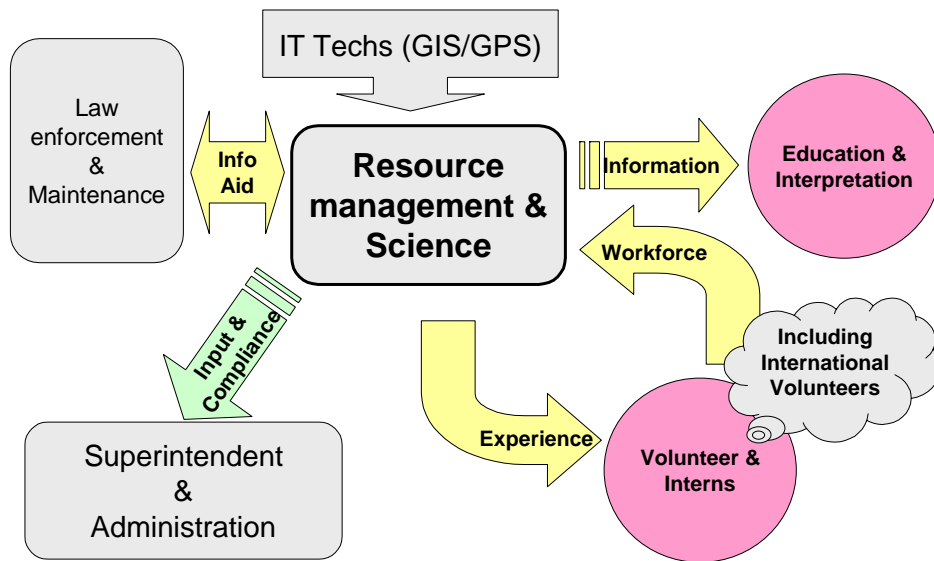 IT Techs (GIS/GPS)
Law
enforcement
&
Maintenance
Info
Aid
Resource
management &
Science
Information
Education &
Interpretation
Workforce
Including
International
Volunteers
Input &
Compliance
Experience
Volunteer &
Interns
Superintendent
&
Administration